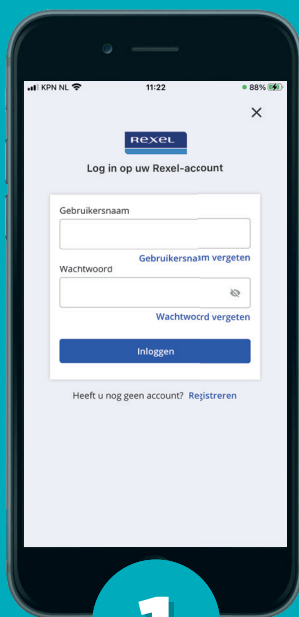 KPN NL 11:22 88%
REXEL
Log in op uw Rexel-account
Gebruikersnaam
Gebruikersnaam vergeten
Wachtwoord
Wachtwoord vergeten
Inloggen
Heeft u nog geen account? Registreren
1